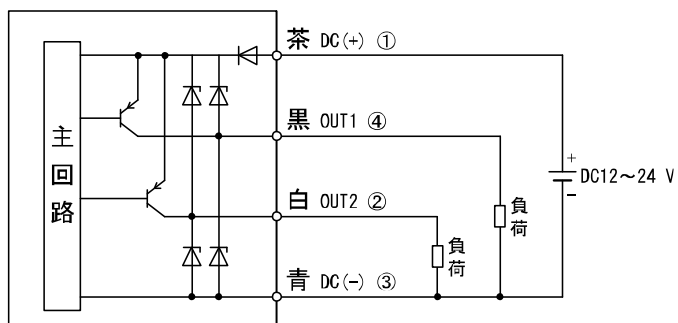 茶 DC(+) ①
主回路
黒 OUT1 ④
+
DC12～24 V
-
白 OUT2 ②
負荷
負荷
青 DC(-) ③